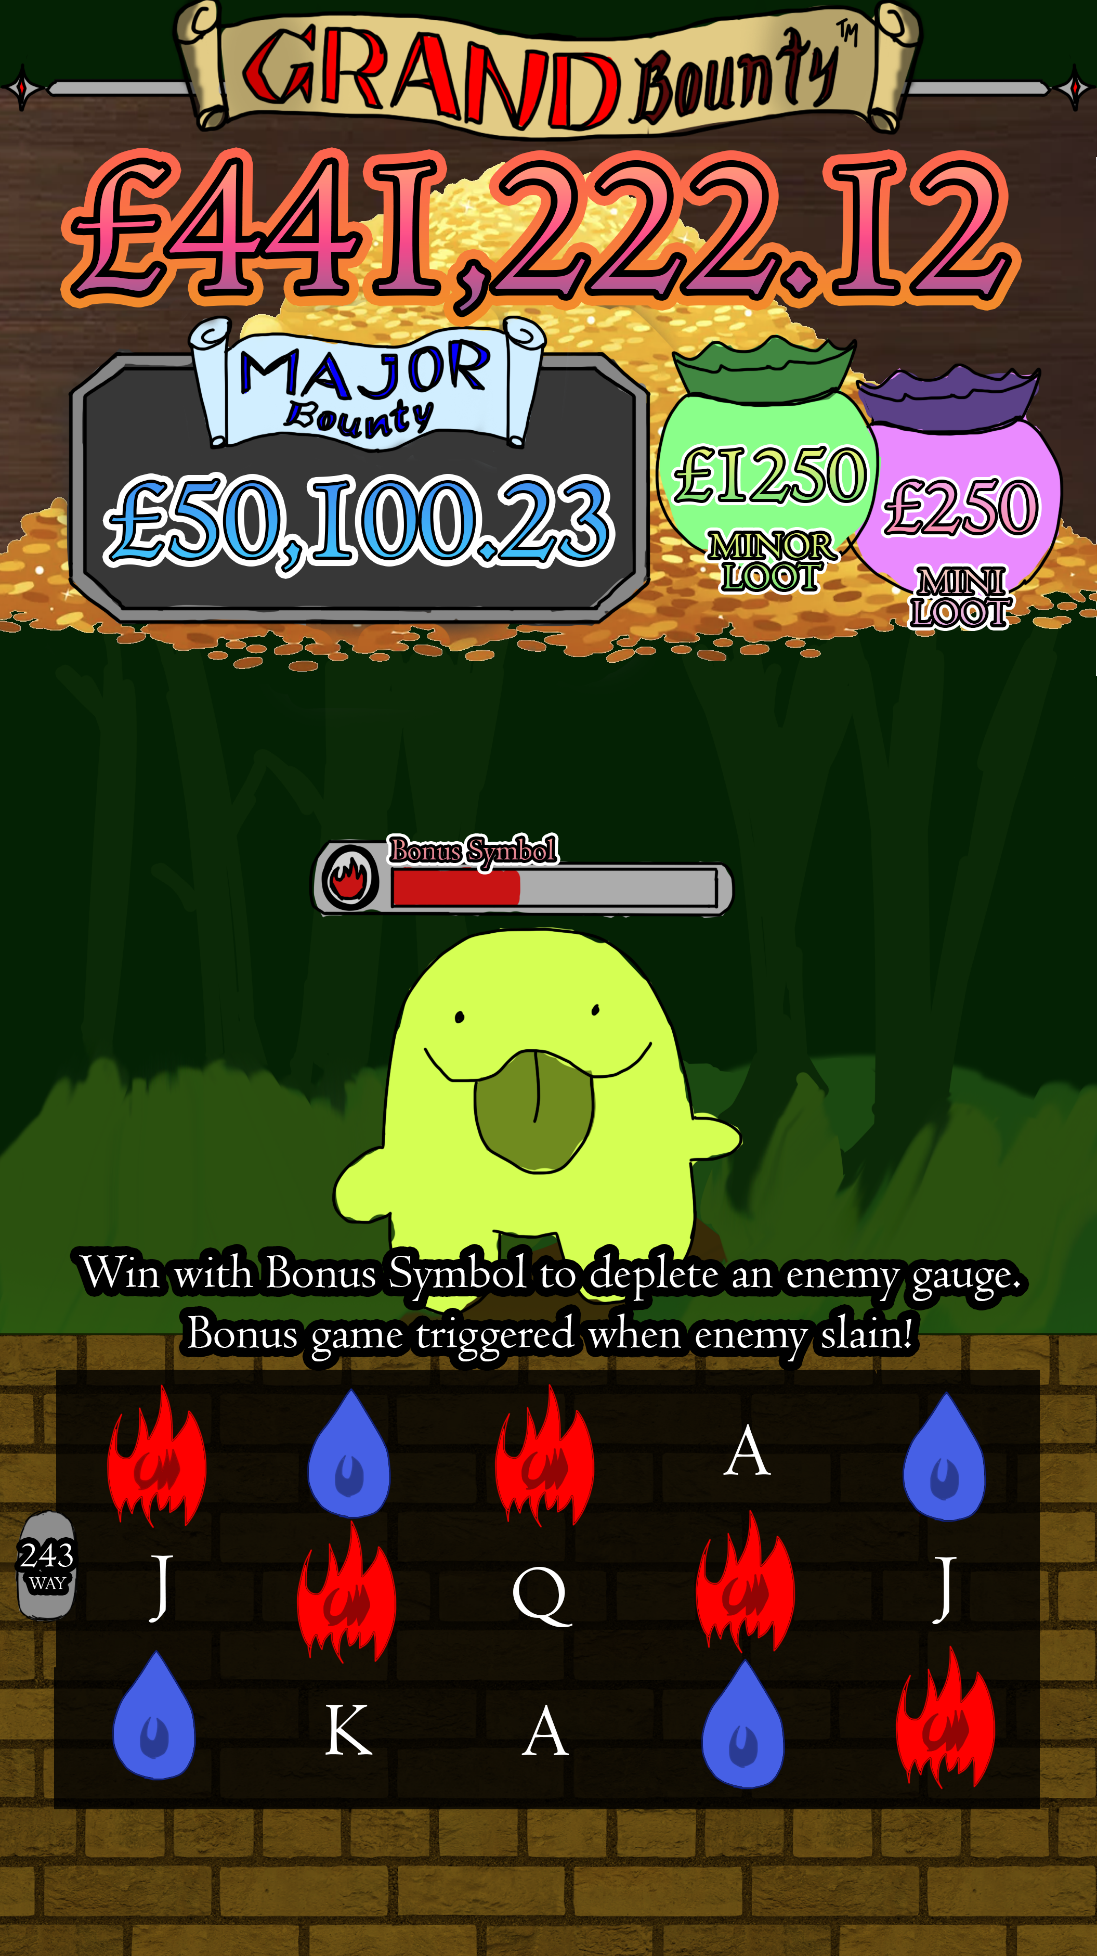 GRAND Bounty™
£441,222.12
MAJOR
Bounty
£50,100.23
£1250
MINOR
LOOT
£250
MINI
LOOT
Bonus Symbol
Win with Bonus Symbol to deplete an enemy gauge.
Bonus game triggered when enemy slain!
A
243
WAY
J Q J
K A